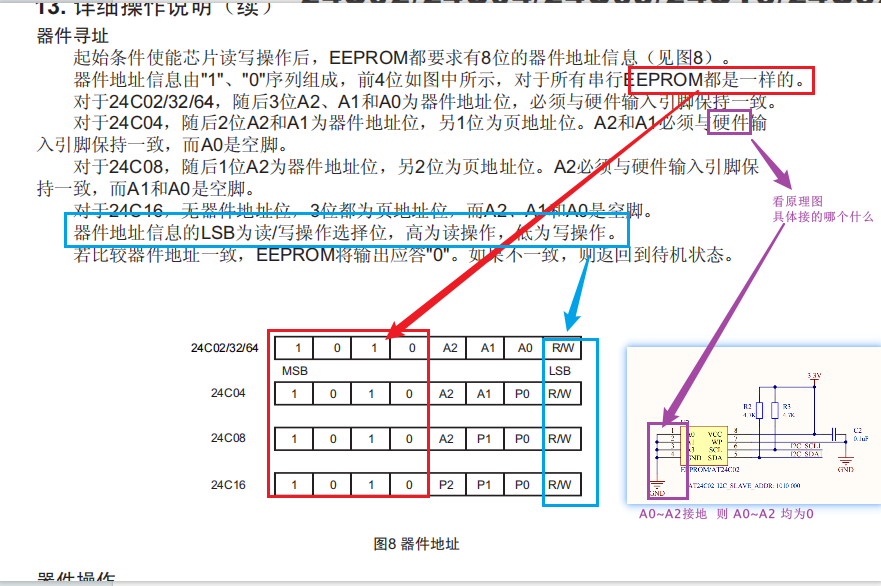 13. 详细操作说明（续）
器件寻址
起始条件使能芯片读写操作后，EEPROM都要求有8位的器件地址信息（见图8）。
器件地址信息由"1"、"0"序列组成，前4位如图中所示，对于所有串行EEPROM都是一样的。
对于24C02/32/64，随后3位A2、A1和A0为器件地址位，必须与硬件输入引脚保持一致。
对于24C04，随后2位A2和A1为器件地址位，另1位为页地址位。A2和A1必须与硬件输
入引脚保持一致，而A0是空脚。
对于24C08，随后1位A2为器件地址位，另2位为页地址位。A2必须与硬件输入引脚保
持一致，而A1和A0是空脚。
对于24C16，无器件地址位，3位都为页地址位，而A2、A1和A0是空脚。
器件地址信息的LSB为读/写操作选择位，高为读操作，低为写操作。
若比较器件地址一致，EEPROM将输出应答"0"。如果不一致，则返回到待机状态。
看原理图
具体接的哪个什么
24C02/32/64 1 0 1 0 A2 A1 A0 R/W
MSB LSB
24C04 1 0 1 0 A2 A1 P0 R/W
24C08 1 0 1 0 A2 P1 P0 R/W
24C16 1 0 1 0 P2 P1 P0 R/W
图8 器件地址
3.3V
R2 R3
4.7K 4.7K
C2
0.1uF
1 A0 VCC 8
2 A1 WP 7
3 A3 SCL 6 I2C_SCL1
4 GND SDA 5 I2C_SDA
EEPROM/AT24C02
GND
GND
AT24C02 I2C_SLAVE_ADDR: 1010 000
A0~A2接地 则 A0~A2 均为0
器件操作